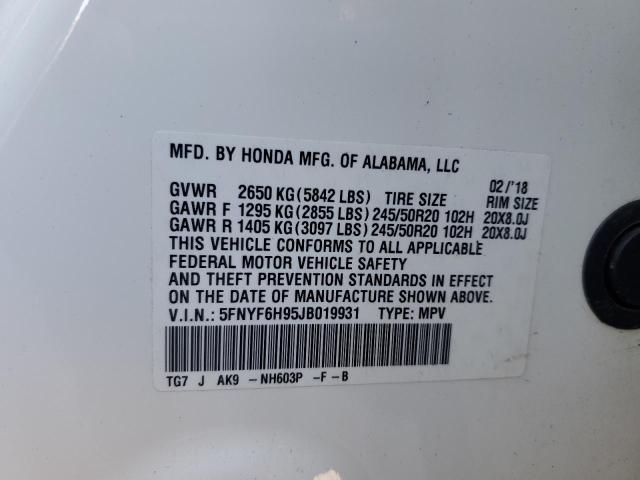 MFD. BY HONDA MFG. OF ALABAMA, LLC
02/'18
GVWR 2650 KG(5842 LBS) TIRE SIZE RIM SIZE
GAWR F 1295 KG(2855 LBS) 245/50R20 102H 20X8.0J
GAWR R 1405 KG(3097 LBS) 245/50R20 102H 20X8.0J
THIS VEHICLE CONFORMS TO ALL APPLICABLE
FEDERAL MOTOR VEHICLE SAFETY
AND THEFT PREVENTION STANDARDS IN EFFECT
ON THE DATE OF MANUFACTURE SHOWN ABOVE.
V.I.N.: 5FNYF6H95JB019931 TYPE: MPV
TG7 J AK9 -NH603P -F-B